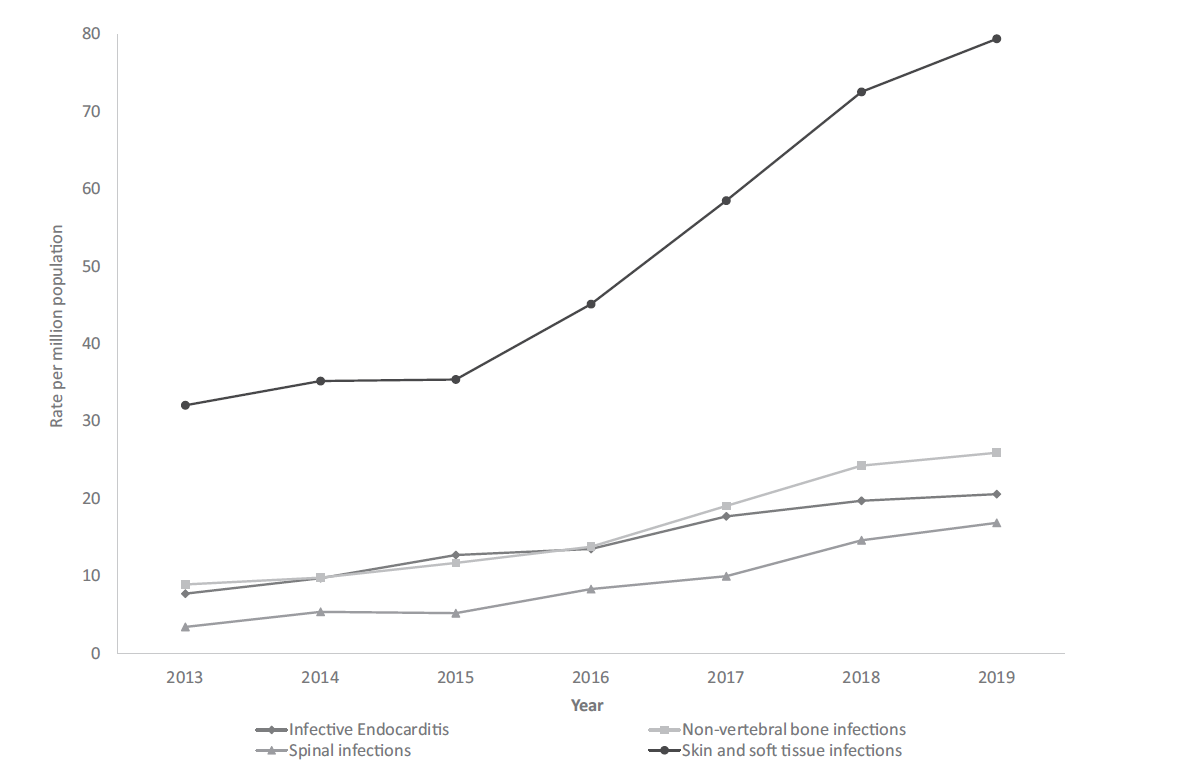 80
70
60
50
40
30
20
10
0
Rate per million population
2013 2014 2015 2016 2017 2018 2019
Year
Infective Endocarditis Non-vertebral bone infections
Spinal infections Skin and soft tissue infections